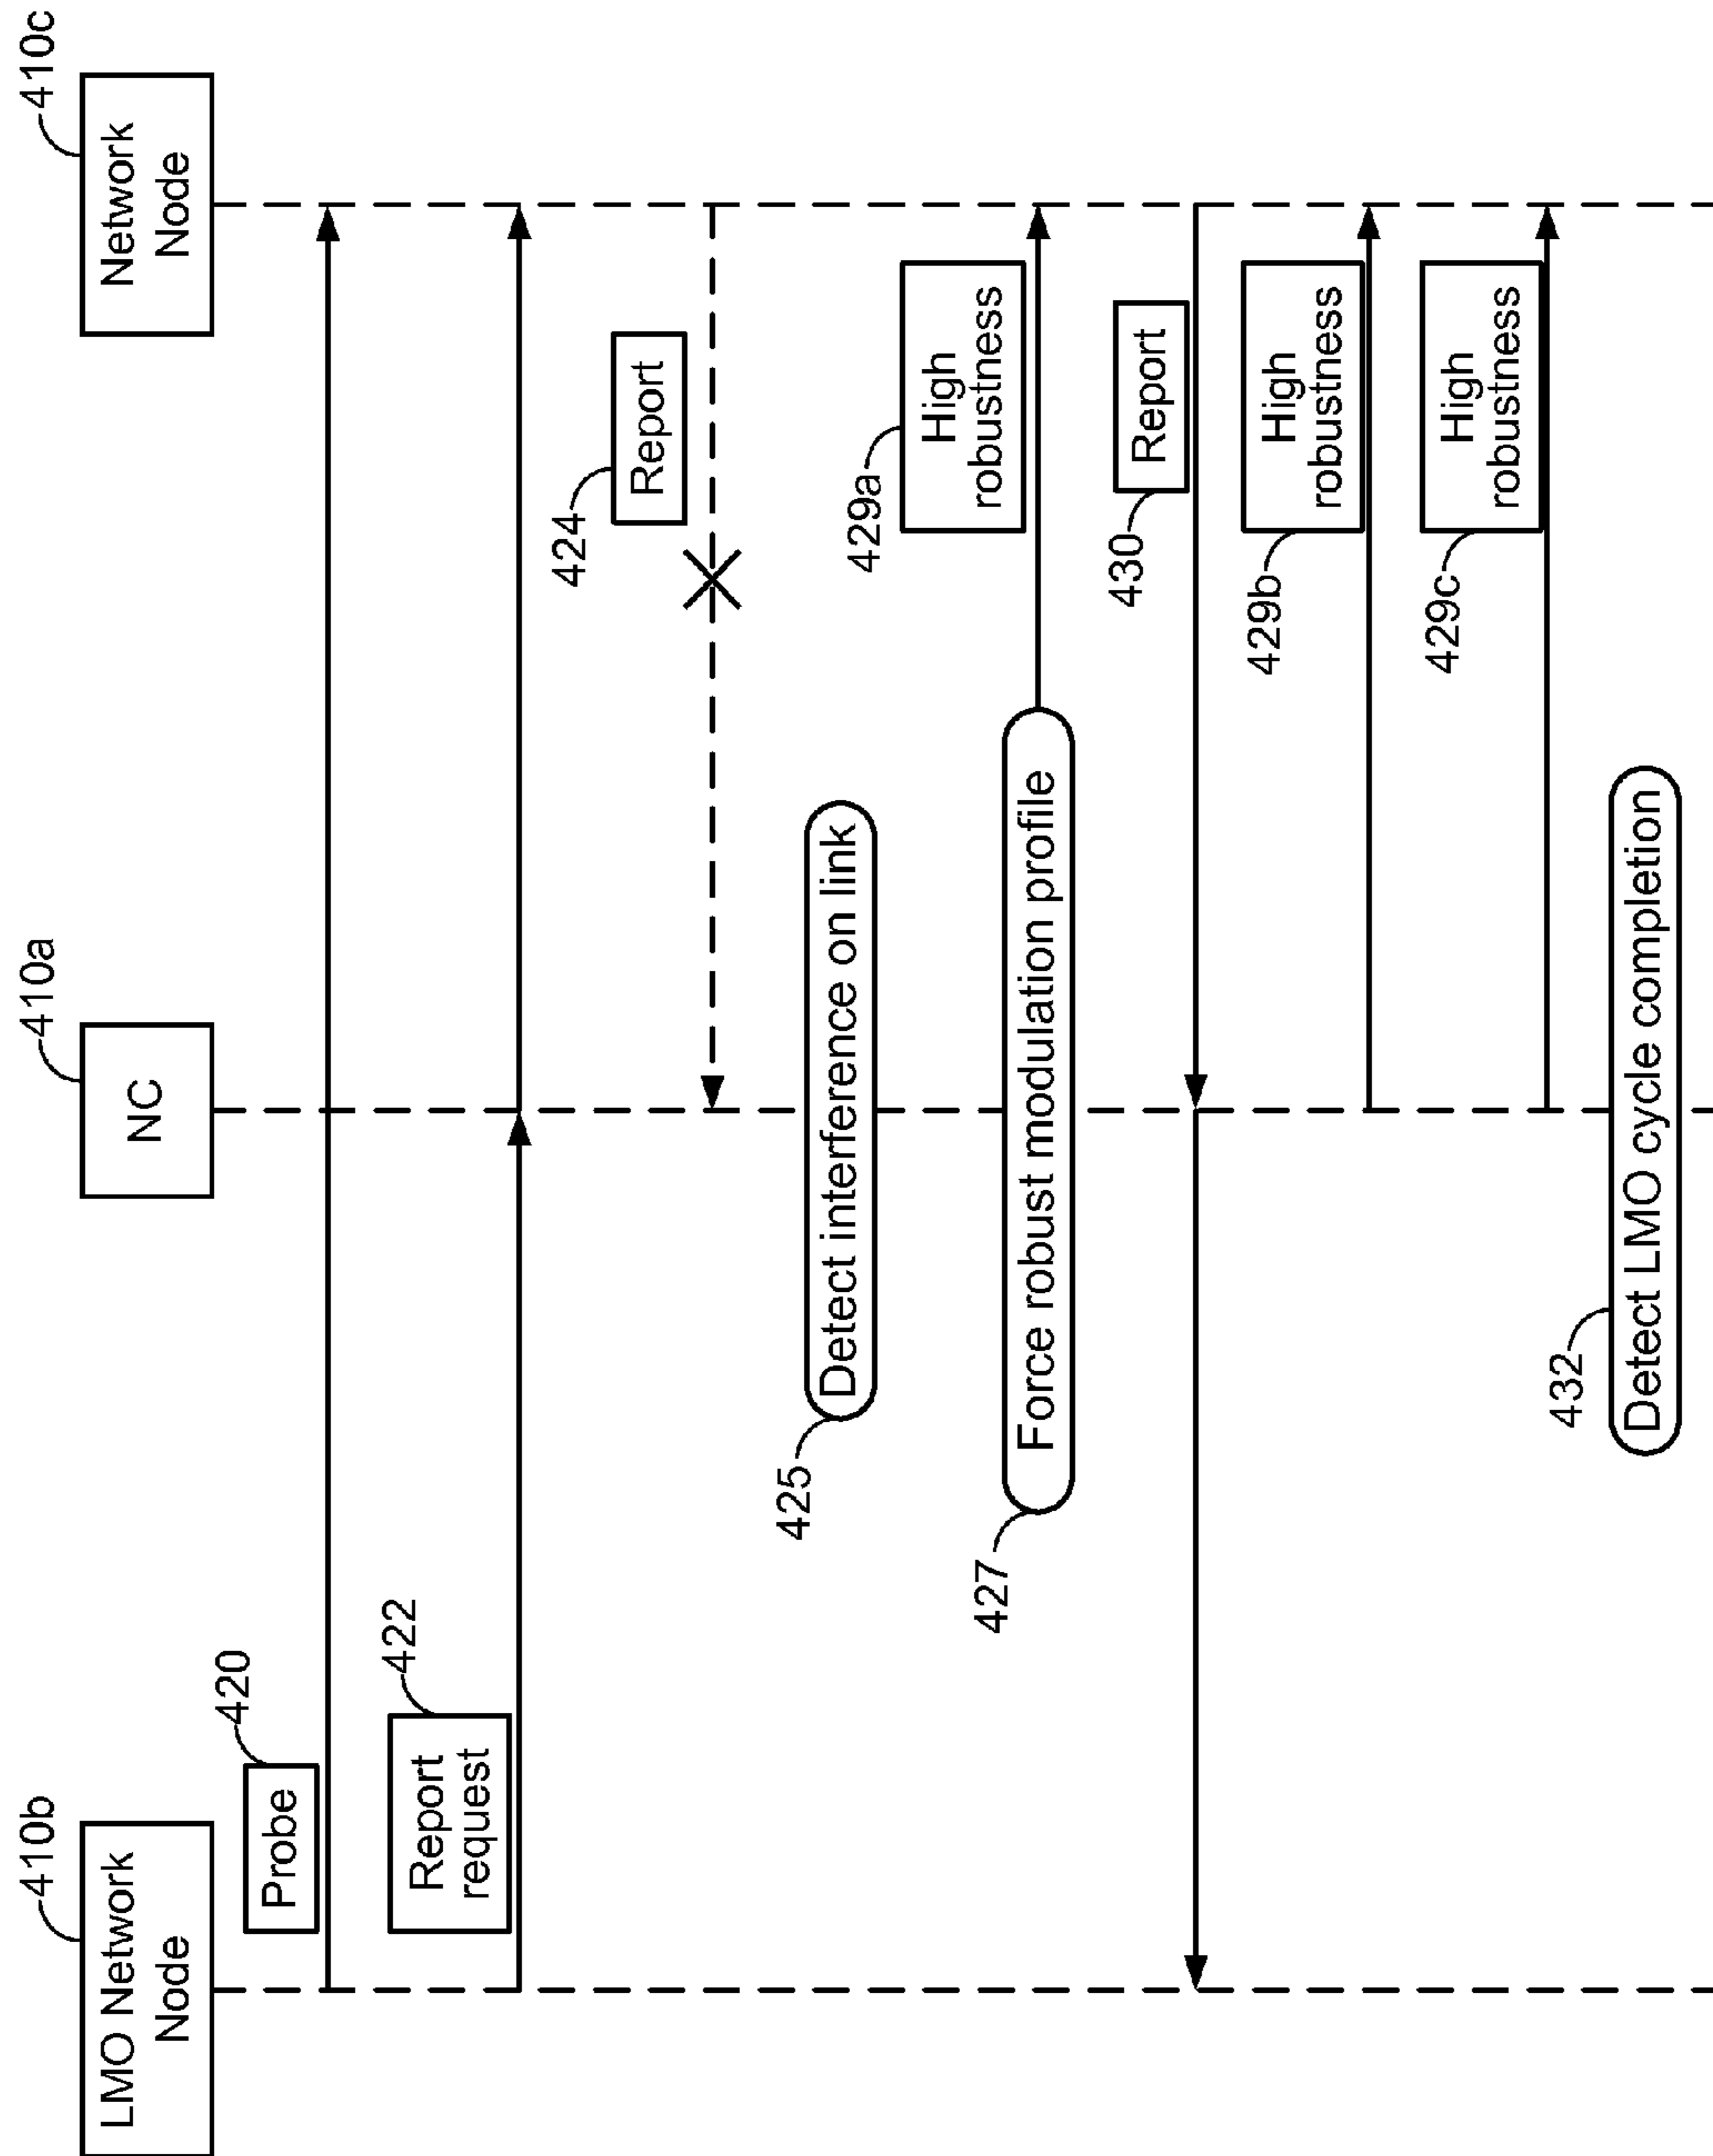 410b
LMO Network
Node
410a
NC
410c
Network
Node
420
Probe
422
Report
request
424
Report
425
Detect interference on link
427
Force robust modulation profile
429a
High
robustness
430
Report
429b
High
robustness
429c
High
robustness
432
Detect LMO cycle completion